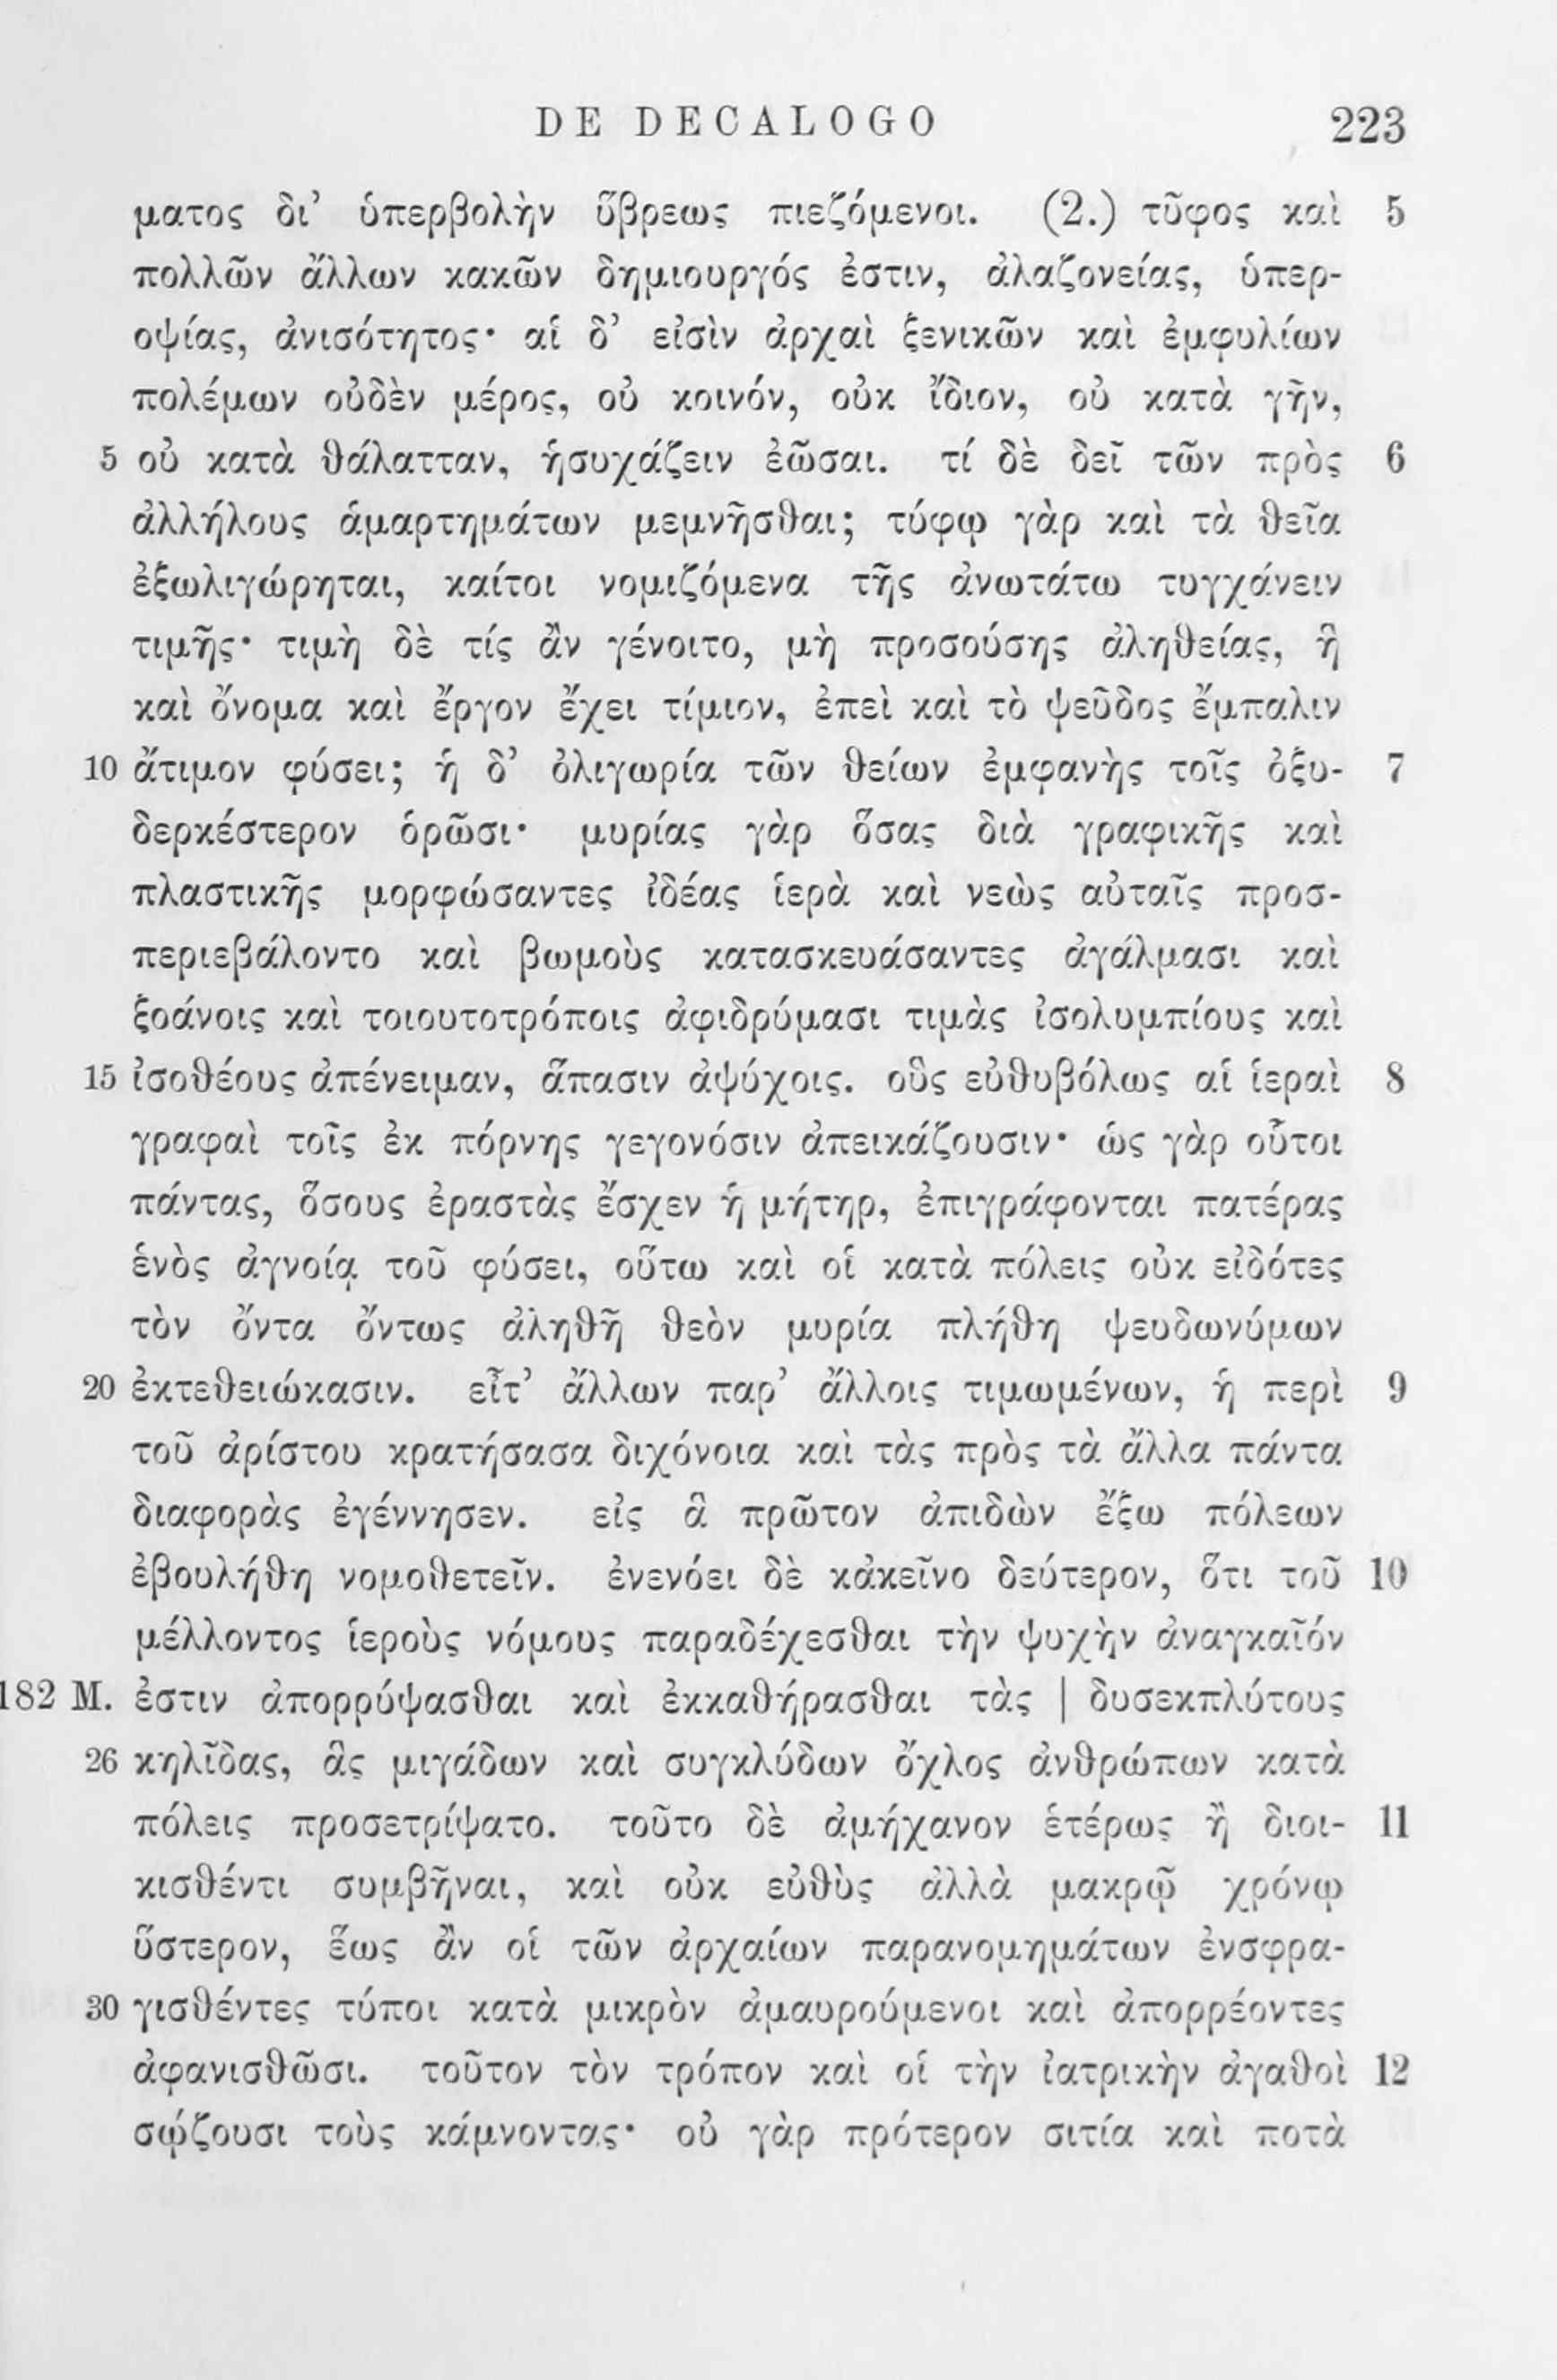 DE DECALOGO 223
ματος δι’ ὑπερβολὴν ὕβρεως πιεζόμενοι. (2.) τῦφος καὶ 5
πολλῶν ἄλλων κακῶν δημιουργός ἐστιν, ἀλαζονείας, ὑπερ-
οψίας, ἀνισότητος· αἱ δ’ εἰσὶν ἀρχαὶ ξενικῶν καὶ ἐμφυλίων
πολέμων οὐδὲν μέρος, οὐ κοινόν, οὐκ ἴδιον, οὐ κατὰ γῆν,
5 οὐ κατὰ θάλατταν, ἡσυχάζειν ἐῶσαι. τί δὲ δεῖ τῶν πρὸς 6
ἀλλήλους ἁμαρτημάτων μεμνῆσθαι; τύφῳ γὰρ καὶ τὰ θεῖα
ἐξωλιγώρηται, καίτοι νομιζόμενα τῆς ἀνωτάτω τυγχάνειν
τιμῆς· τιμὴ δὲ τίς ἂν γένοιτο, μὴ προσούσης ἀληθείας, ἣ
καὶ ὄνομα καὶ ἔργον ἔχει τίμιον, ἐπεὶ καὶ τὸ ψεῦδος ἔμπαλιν
10 ἄτιμον φύσει; ἡ δ’ ὀλιγωρία τῶν θείων ἐμφανὴς τοῖς ὀξυ- 7
δερκέστερον ὁρῶσι· μυρίας γὰρ ὅσας διὰ γραφικῆς καὶ
πλαστικῆς μορφώσαντες ἰδέας ἱερὰ καὶ νεὼς αὐταῖς προσ-
περιεβάλοντο καὶ βωμοὺς κατασκευάσαντες ἀγάλμασι καὶ
ξοάνοις καὶ τοιουτοτρόποις ἀφιδρύμασι τιμὰς ἰσολυμπίους καὶ
15 ἰσοθέους ἀπένειμαν, ἅπασιν ἀψύχοις. οὓς εὐθυβόλως αἱ ἱεραὶ 8
γραφαὶ τοῖς ἐκ πόρνης γεγονόσιν ἀπεικάζουσιν· ὡς γὰρ οὗτοι
πάντας, ὅσους ἐραστὰς ἔσχεν ἡ μήτηρ, ἐπιγράφονται πατέρας
ἑνὸς ἀγνοίᾳ τοῦ φύσει, οὕτω καὶ οἱ κατὰ πόλεις οὐκ εἰδότες
τὸν ὄντα ὄντως ἀληθῆ θεὸν μυρία πλήθη ψευδωνύμων
20 ἐκτεθειώκασιν. εἶτ’ ἄλλων παρ’ ἄλλοις τιμωμένων, ἡ περὶ 9
τοῦ ἀρίστου κρατήσασα διχόνοια καὶ τὰς πρὸς τὰ ἄλλα πάντα
διαφορὰς ἐγέννησεν. εἰς ἃ πρῶτον ἀπιδὼν ἔξω πόλεων
ἐβουλήθη νομοθετεῖν. ἐνενόει δὲ κἀκεῖνο δεύτερον, ὅτι τοῦ 10
μέλλοντος ἱεροὺς νόμους παραδέχεσθαι τὴν ψυχὴν ἀναγκαῖόν
182 M. ἐστιν ἀπορρύψασθαι καὶ ἐκκαθήρασθαι τὰς | δυσεκπλύτους
26 κηλῖδας, ἃς μιγάδων καὶ συγκλύδων ὄχλος ἀνθρώπων κατὰ
πόλεις προσετρίψατο. τοῦτο δὲ ἀμήχανον ἑτέρως ἢ διοι- 11
κισθέντι συμβῆναι, καὶ οὐκ εὐθὺς ἀλλὰ μακρῷ χρόνῳ
ὕστερον, ἕως ἂν οἱ τῶν ἀρχαίων παρανομημάτων ἐνσφρα-
30 γισθέντες τύποι κατὰ μικρὸν ἀμαυρούμενοι καὶ ἀπορρέοντες
ἀφανισθῶσι. τοῦτον τὸν τρόπον καὶ οἱ τὴν ἰατρικὴν ἀγαθοὶ 12
σῴζουσι τοὺς κάμνοντας· οὐ γὰρ πρότερον σιτία καὶ ποτὰ